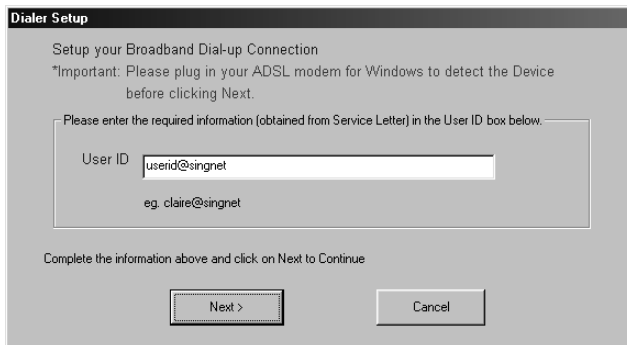 Dialer Setup
Setup your Broadband Dial-up Connection
*Important: Please plug in your ADSL modem for Windows to detect the Device
before clicking Next.
Please enter the required information (obtained from Service Letter) in the User ID box below.
User ID userid@singnet
eg. claire@singnet
Complete the information above and click on Next to Continue
Next > Cancel